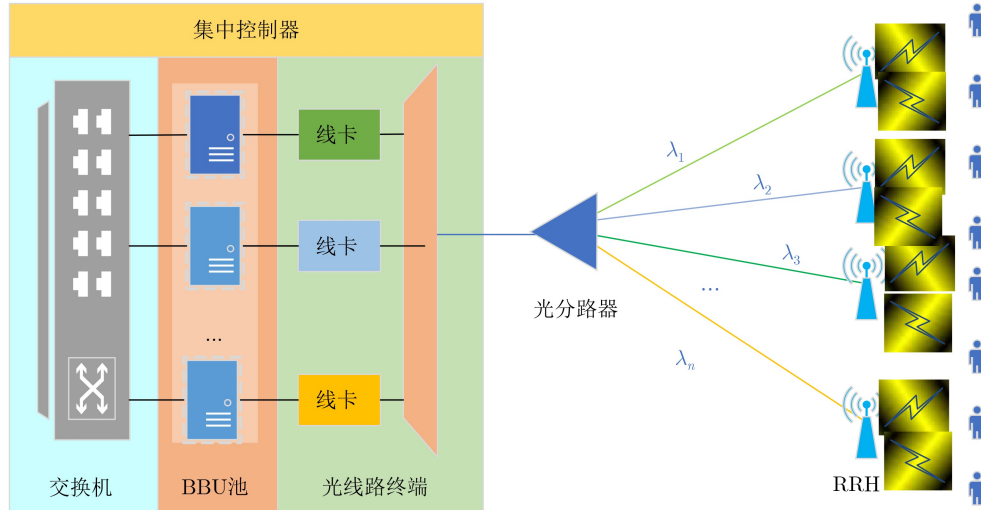 集中控制器
线卡
线卡
...
线卡
交换机
BBU池
光线路终端
光分路器
λ1
λ2
λ3
...
λn
RRH